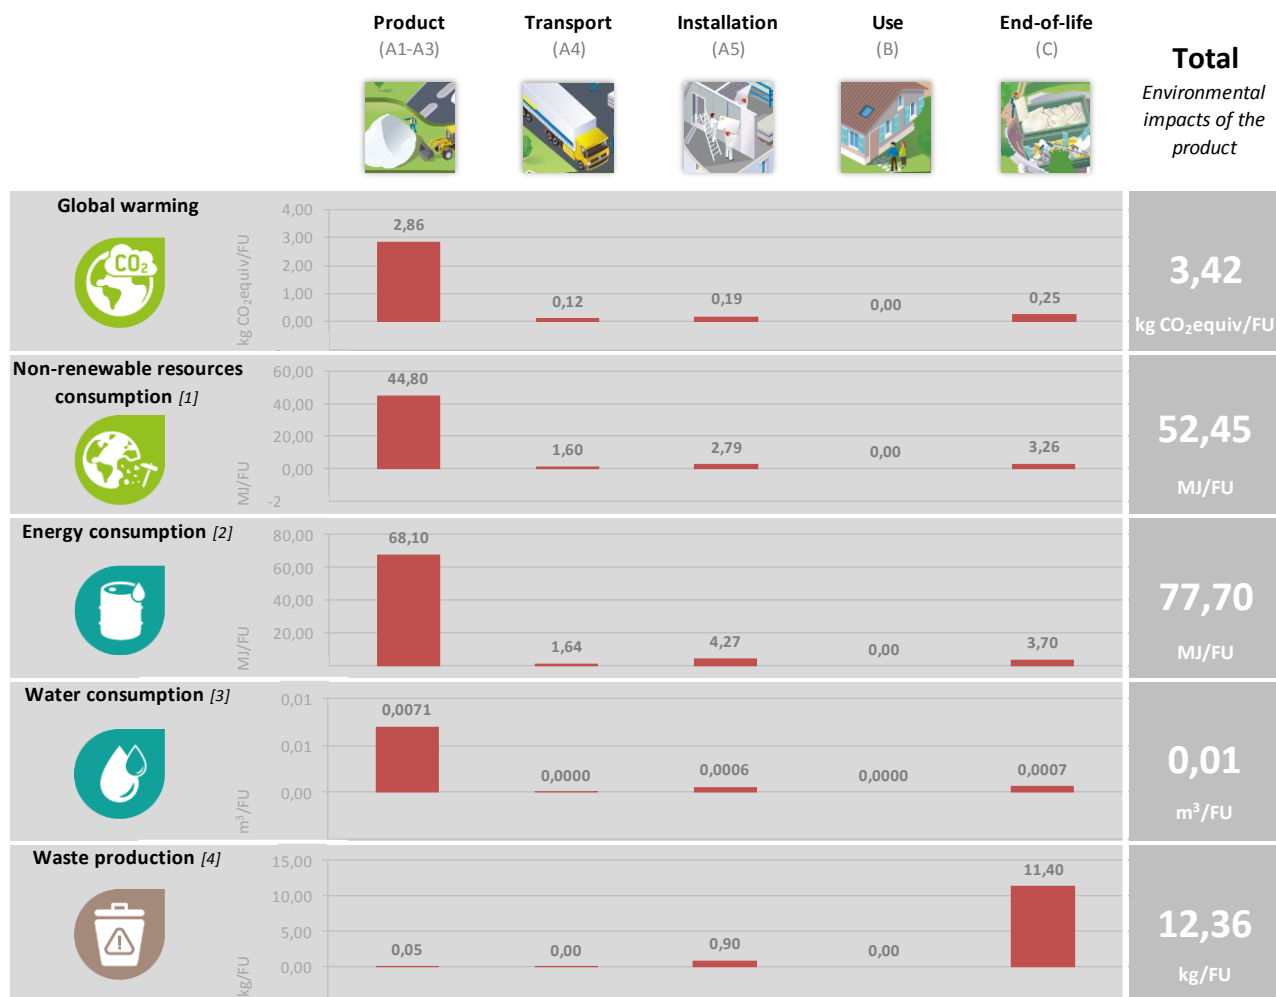 Product
(A1-A3)
Transport
(A4)
Installation
(A5)
Use
(B)
End-of-life
(C)
Total
Environmental
impacts of the
product
Global warming
CO₂
kg CO₂equiv/FU
4,00
3,00
2,00
1,00
0,00
2,86
0,12
0,19
0,00
0,25
3,42
kg CO₂equiv/FU
Non-renewable resources
consumption [1]
MJ/FU
60,00
40,00
20,00
0,00
-2
44,80
1,60
2,79
0,00
3,26
52,45
MJ/FU
Energy consumption [2]
MJ/FU
80,00
60,00
40,00
20,00
68,10
1,64
4,27
0,00
3,70
77,70
MJ/FU
Water consumption [3]
m³/FU
0,01
0,01
0,00
0,0071
0,0000
0,0006
0,0000
0,0007
0,01
m³/FU
Waste production [4]
kg/FU
15,00
10,00
5,00
0,00
0,05
0,00
0,90
0,00
11,40
12,36
kg/FU